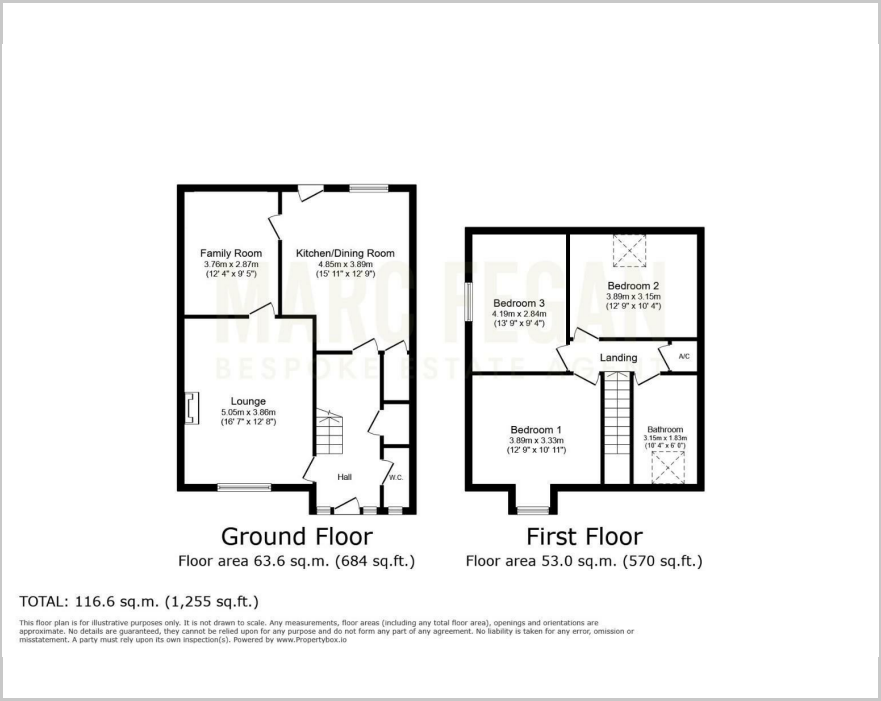 Family Room
3.76m x 2.87m
(12' 4" x 9' 5")
Kitchen/Dining Room
4.85m x 3.89m
(15' 11" x 12' 9")
Lounge
5.05m x 3.86m
(16' 7" x 12' 8")
Hall
W.C.
Bedroom 3
4.19m x 2.84m
(13' 9" x 9' 4")
Bedroom 2
3.89m x 3.15m
(12' 9" x 10' 4")
Landing
A/C
Bedroom 1
3.89m x 3.33m
(12' 9" x 10' 11")
Bathroom
3.15m x 1.83m
(10' 4" x 6' 0")
MARC FEGAN
BESPOKE ESTATE AGENT
Ground Floor
Floor area 63.6 sq.m. (684 sq.ft.)
First Floor
Floor area 53.0 sq.m. (570 sq.ft.)
TOTAL: 116.6 sq.m. (1,255 sq.ft.)
This floor plan is for illustrative purposes only. It is not drawn to scale. Any measurements, floor areas (including any total floor area), openings and orientations are
approximate. No details are guaranteed, they cannot be relied upon for any purpose and do not form any part of any agreement. No liability is taken for any error, omission or
misstatement. A party must rely upon its own inspection(s). Powered by www.Propertybox.io